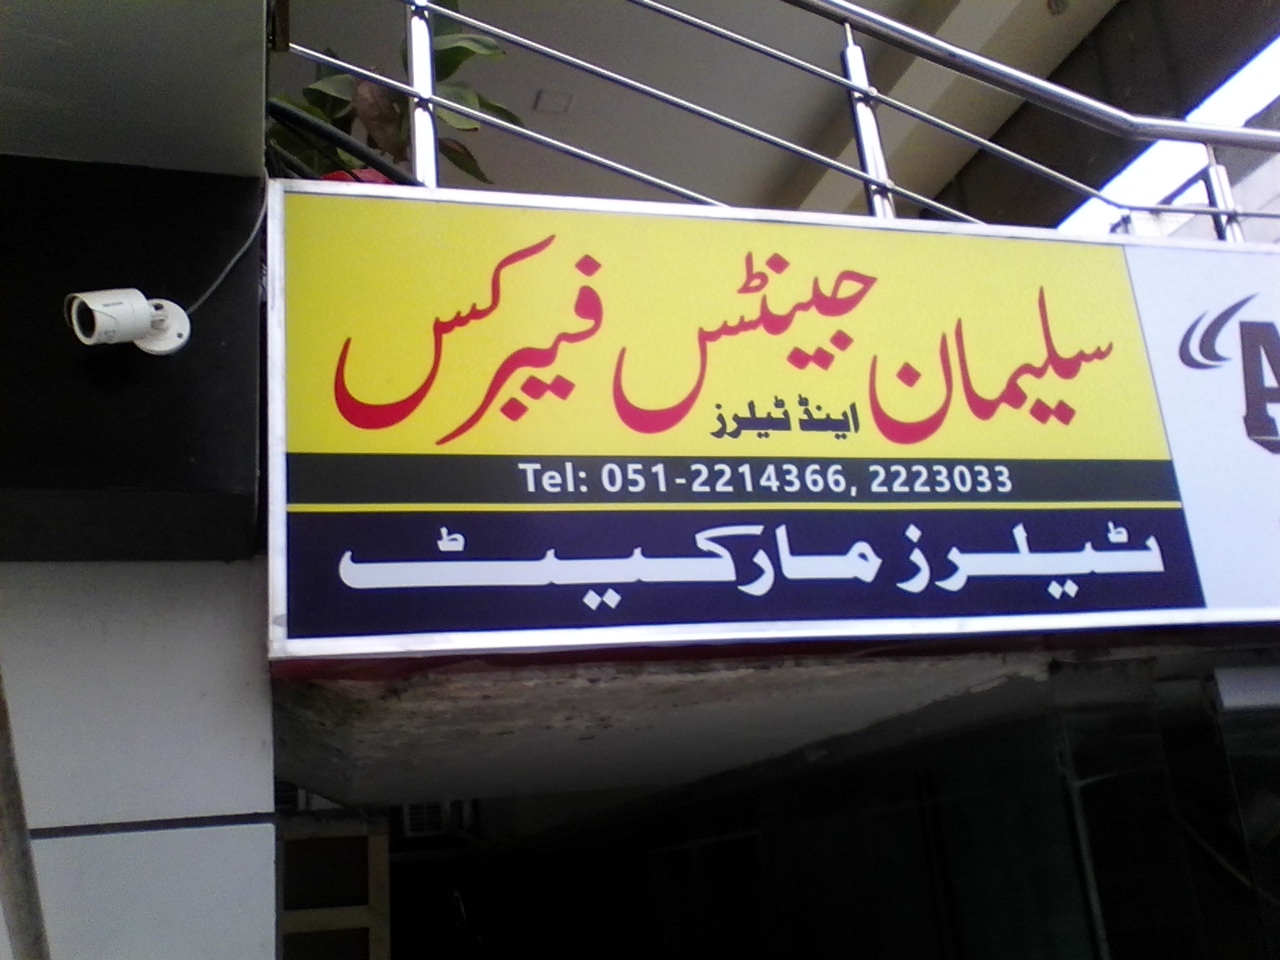 سلیمان جینٹس فیبرکس
اینڈ ٹیلرز
Tel: 051-2214366, 2223033
ٹیلرز مارکیٹ